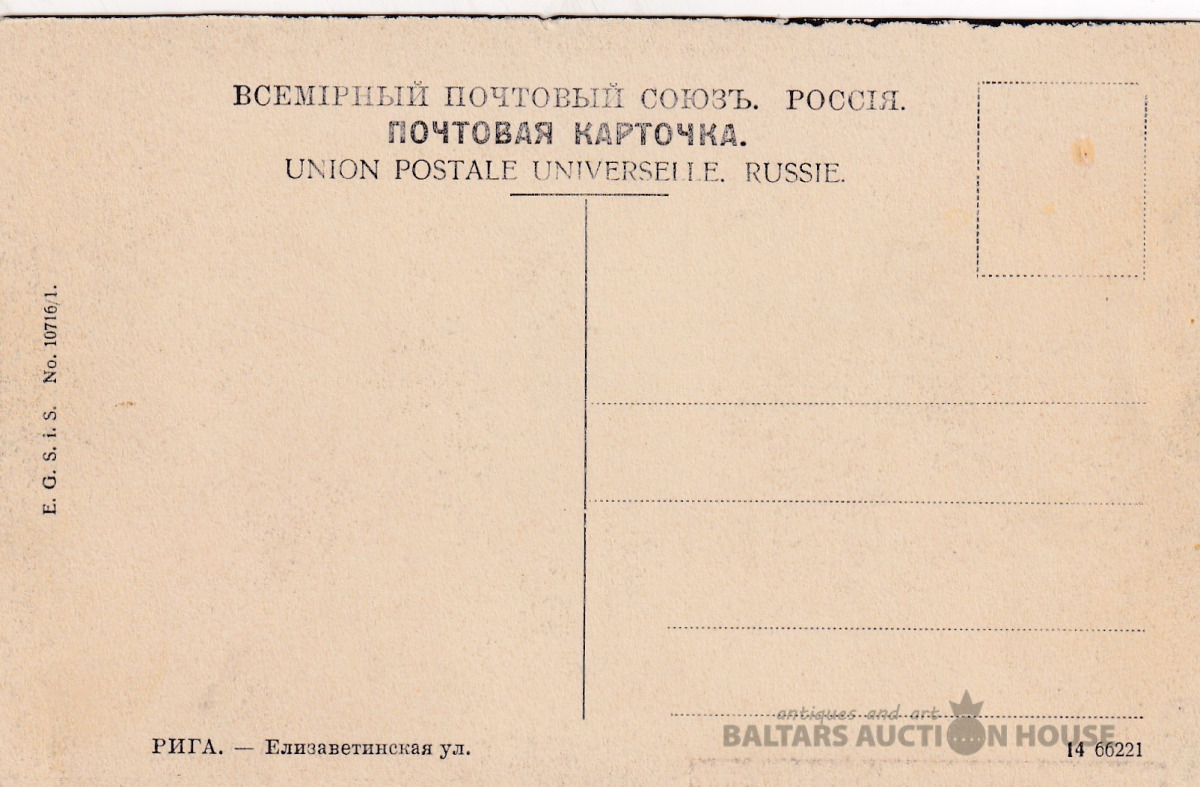 ВСЕМІРНЫЙ ПОЧТОВЫЙ СОЮЗЪ. РОССІЯ.
ПОЧТОВАЯ КАРТОЧКА.
UNION POSTALE UNIVERSELLE. RUSSIE.
E. G. S. i. S. No. 10716/1.
antiques and art
BALTARS AUCTION HOUSE
РИГА. — Елизаветинская ул.
14 66221